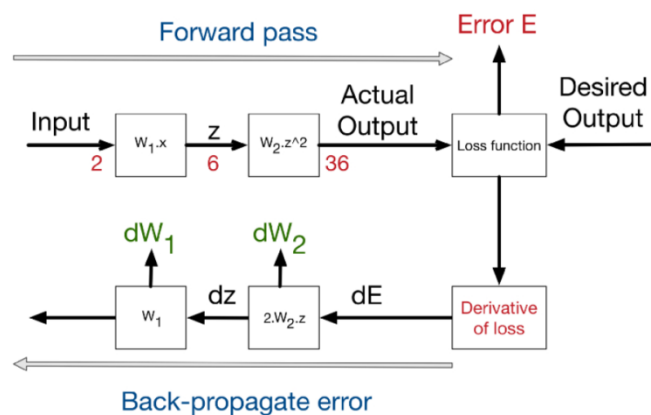 Forward pass
Error E
Input
W₁.x
z
W₂.z^2
Actual
Output
Loss function
Desired
Output
2
6
36
dW₁
dW₂
W₁
dz
2.W₂.z
dE
Derivative
of loss
Back-propagate error